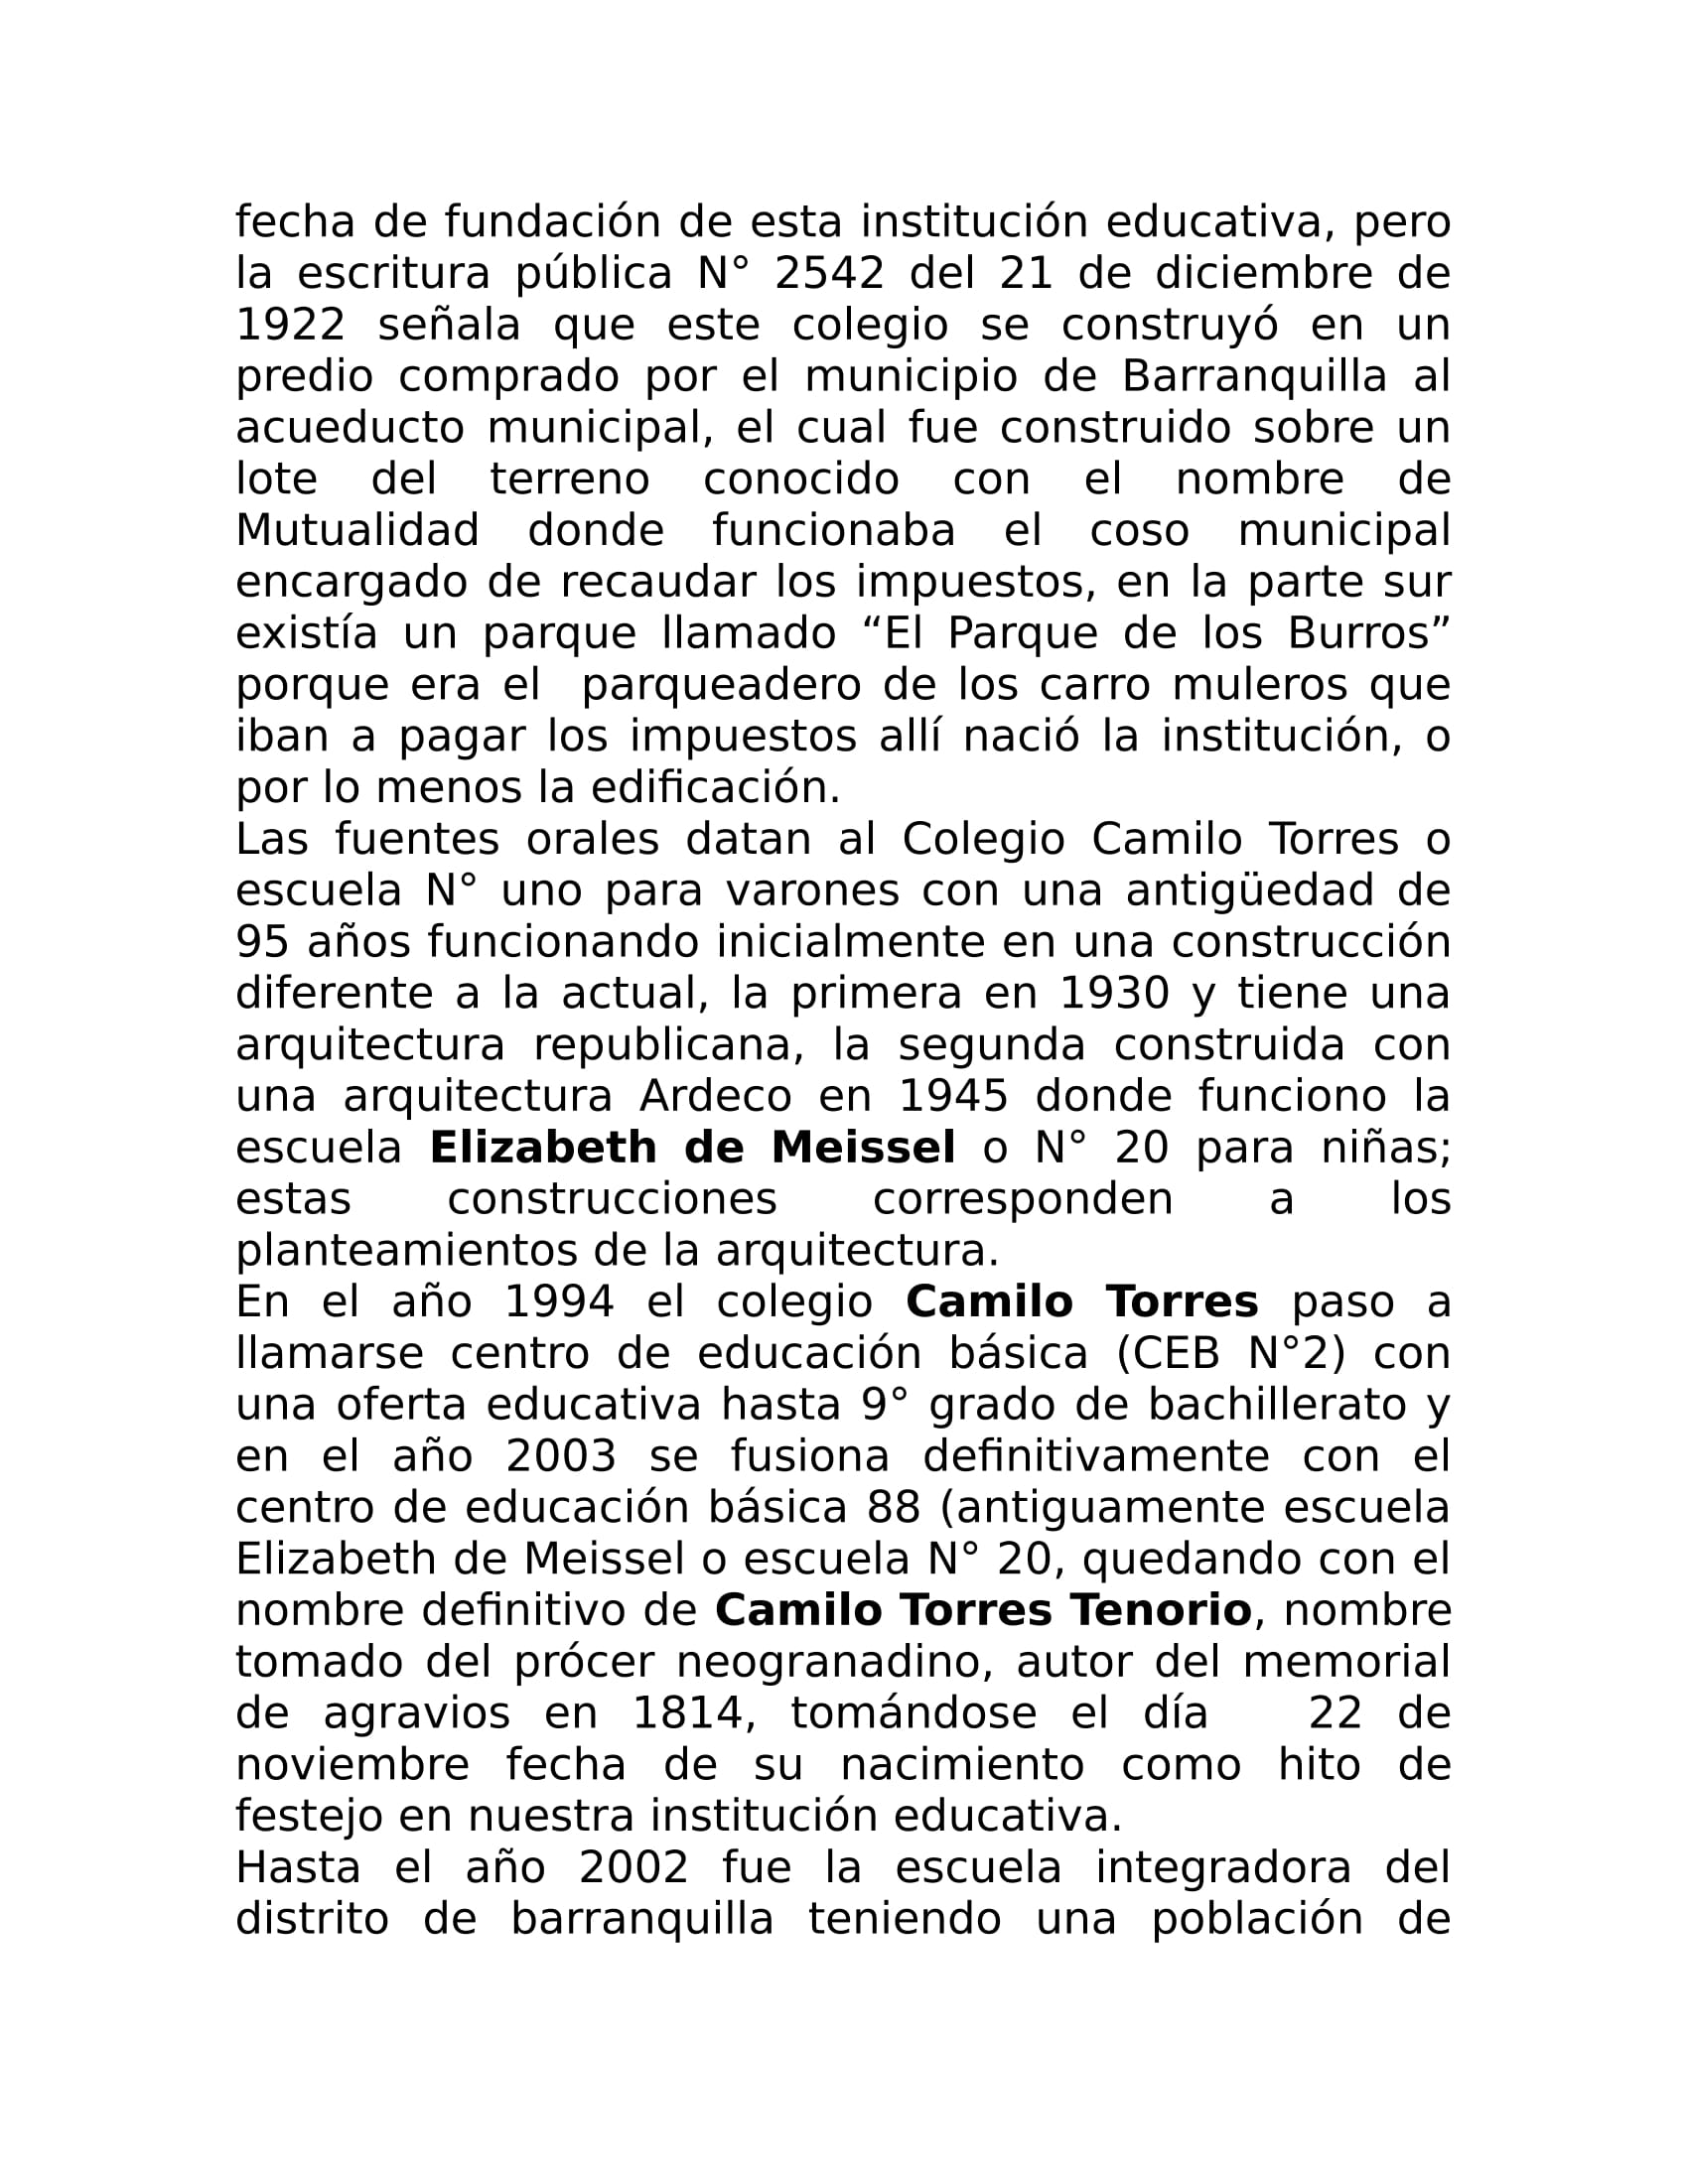 fecha de fundación de esta institución educativa, pero
la escritura pública N° 2542 del 21 de diciembre de
1922 señala que este colegio se construyó en un
predio comprado por el municipio de Barranquilla al
acueducto municipal, el cual fue construido sobre un
lote del terreno conocido con el nombre de
Mutualidad donde funcionaba el coso municipal
encargado de recaudar los impuestos, en la parte sur
existía un parque llamado “El Parque de los Burros”
porque era el  parqueadero de los carro muleros que
iban a pagar los impuestos allí nació la institución, o
por lo menos la edificación.
Las fuentes orales datan al Colegio Camilo Torres o
escuela N° uno para varones con una antigüedad de
95 años funcionando inicialmente en una construcción
diferente a la actual, la primera en 1930 y tiene una
arquitectura republicana, la segunda construida con
una arquitectura Ardeco en 1945 donde funciono la
escuela Elizabeth de Meissel o N° 20 para niñas;
estas construcciones corresponden a los
planteamientos de la arquitectura.
En el año 1994 el colegio Camilo Torres paso a
llamarse centro de educación básica (CEB N°2) con
una oferta educativa hasta 9° grado de bachillerato y
en el año 2003 se fusiona definitivamente con el
centro de educación básica 88 (antiguamente escuela
Elizabeth de Meissel o escuela N° 20, quedando con el
nombre definitivo de Camilo Torres Tenorio, nombre
tomado del prócer neogranadino, autor del memorial
de agravios en 1814, tomándose el día  22 de
noviembre fecha de su nacimiento como hito de
festejo en nuestra institución educativa.
Hasta el año 2002 fue la escuela integradora del
distrito de barranquilla teniendo una población de